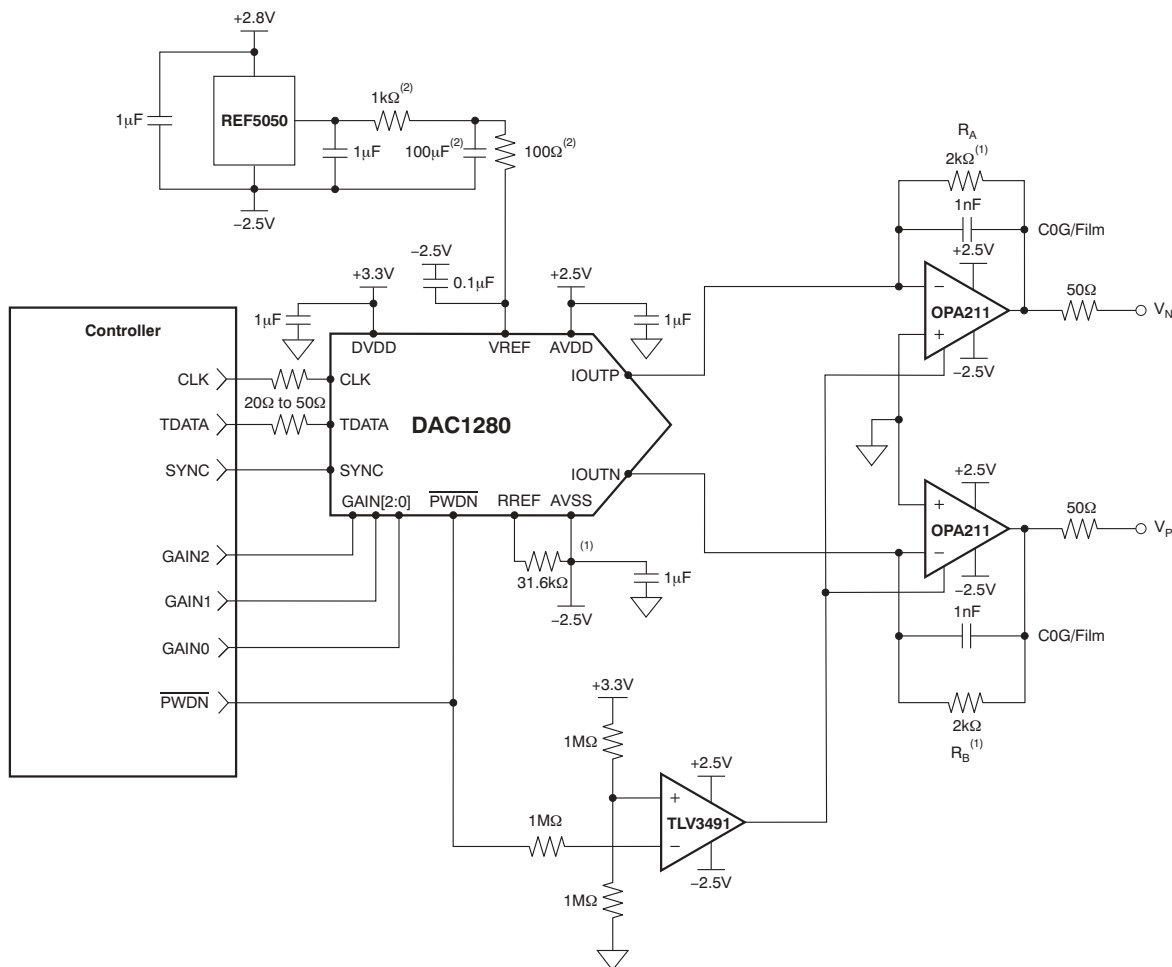 +2.8V
1μF
REF5050
1kΩ(2)
1μF
100μF(2)
100Ω(2)
−2.5V
RA
2kΩ(1)
1nF
C0G/Film
+2.5V
OPA211
−
+
−2.5V
50Ω
VN
−2.5V
0.1μF
+3.3V
1μF
+2.5V
1μF
Controller
DVDD
VREF
AVDD
CLK
20Ω to 50Ω
CLK
IOUTP
TDATA
TDATA
DAC1280
SYNC
SYNC
IOUTN
GAIN[2:0]
PWDN
RREF
AVSS
(1)
31.6kΩ
1μF
−2.5V
GAIN2
GAIN1
GAIN0
PWDN
+2.5V
+
OPA211
−
−2.5V
50Ω
VP
1nF
C0G/Film
2kΩ
RB(1)
+3.3V
1MΩ
+2.5V
+
TLV3491
−
1MΩ
−2.5V
1MΩ